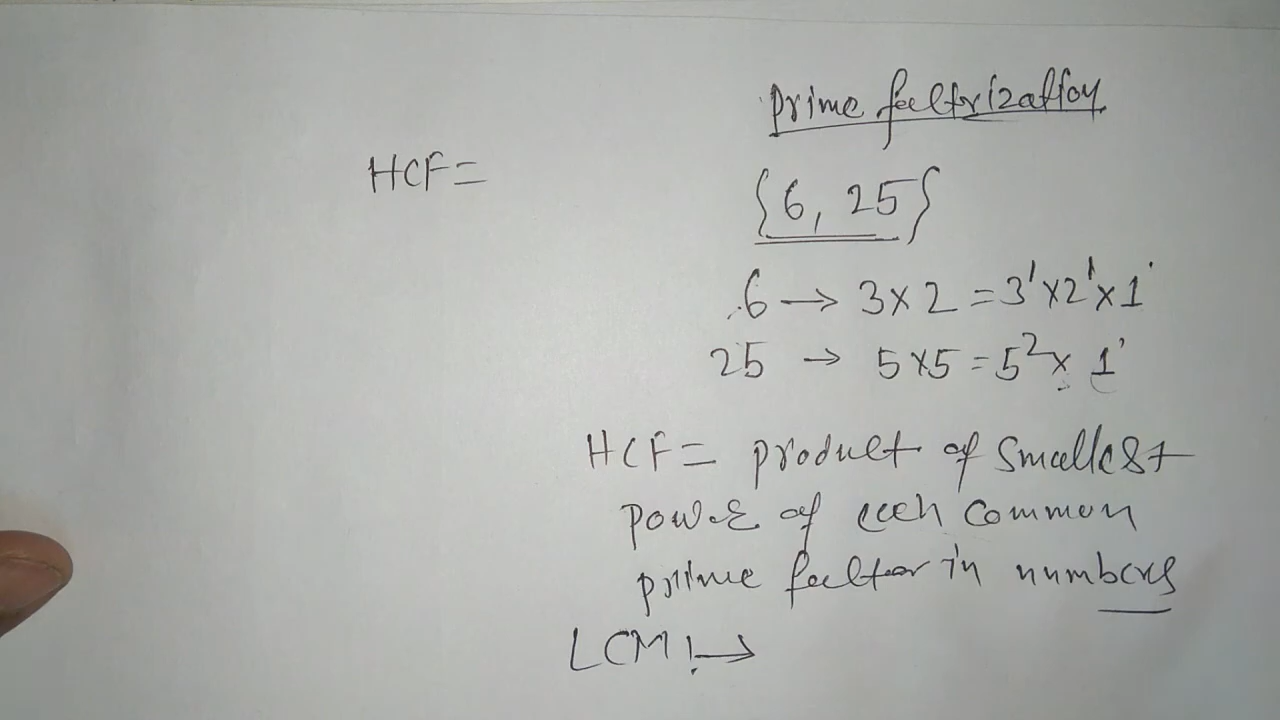 prime factrization
HCF =
{6, 25}
6 → 3 x 2 = 3¹ x 2¹ x 1
25 → 5 x 5 = 5² x 1'
HCF = product of smallest
power of each common
prime factor in numbers
LCM !→